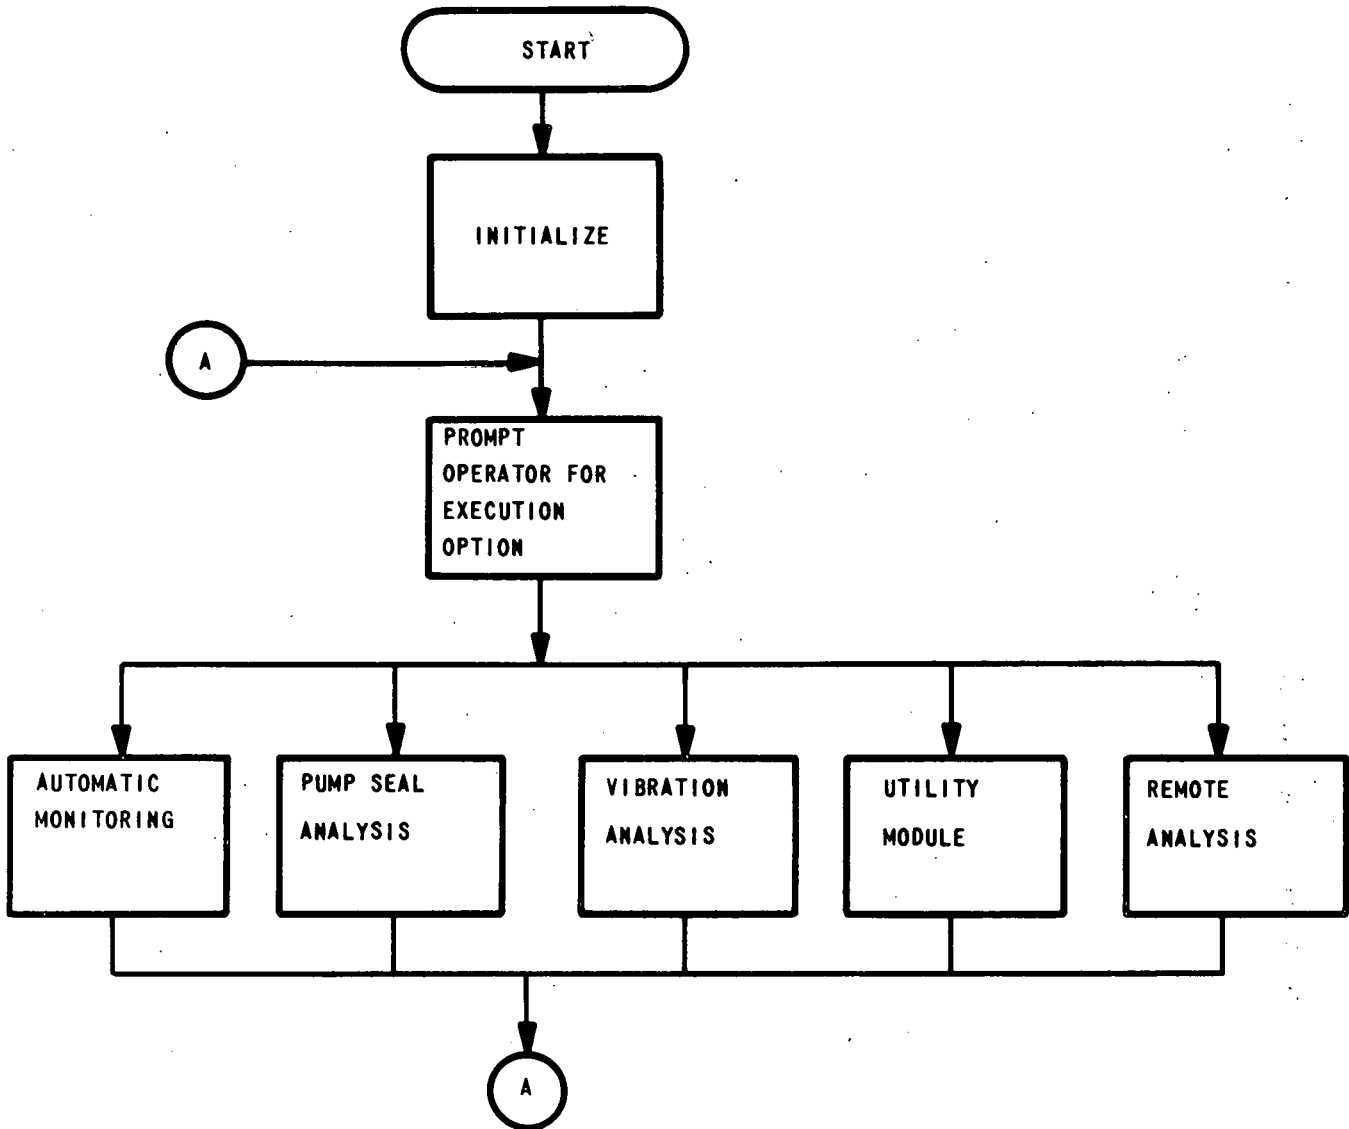 START
INITIALIZE
A
PROMPT
OPERATOR FOR
EXECUTION
OPTION
AUTOMATIC
MONITORING
PUMP SEAL
ANALYSIS
VIBRATION
ANALYSIS
UTILITY
MODULE
REMOTE
ANALYSIS
A